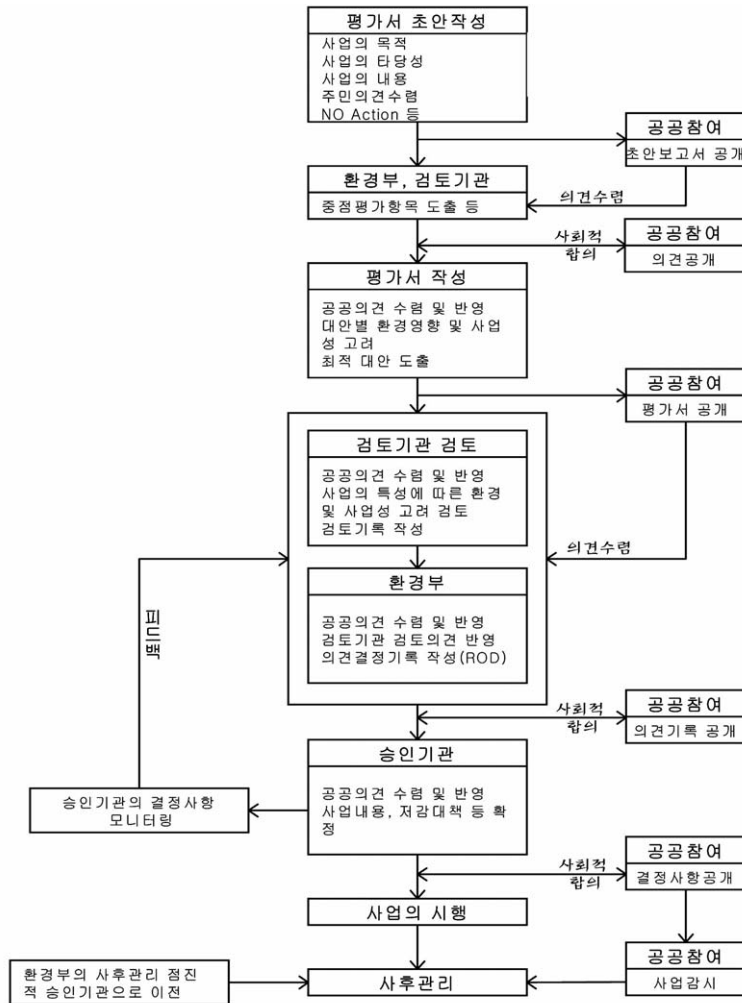 평가서 초안작성
사업의 목적
사업의 타당성
사업의 내용
주민의견수렴
NO Action 등
공공참여
초안보고서 공개
환경부, 검토기관
중점평가항목 도출 등
의견수렴
사회적
합의
공공참여
의견공개
평가서 작성
공공의견 수렴 및 반영
대안별 환경영향 및 사업
성 고려
최적 대안 도출
공공참여
평가서 공개
검토기관 검토
공공의견 수렴 및 반영
사업의 특성에 따른 환경
및 사업성 고려 검토
검토기록 작성
의견수렴
환경부
공공의견 수렴 및 반영
검토기관 검토의견 반영
의견결정기록 작성(ROD)
피드백
사회적
합의
공공참여
의견기록 공개
승인기관
공공의견 수렴 및 반영
사업내용, 저감대책 등 확
정
승인기관의 결정사항
모니터링
사회적
합의
공공참여
결정사항공개
사업의 시행
공공참여
사업감시
사후관리
환경부의 사후관리 점진
적 승인기관으로 이전